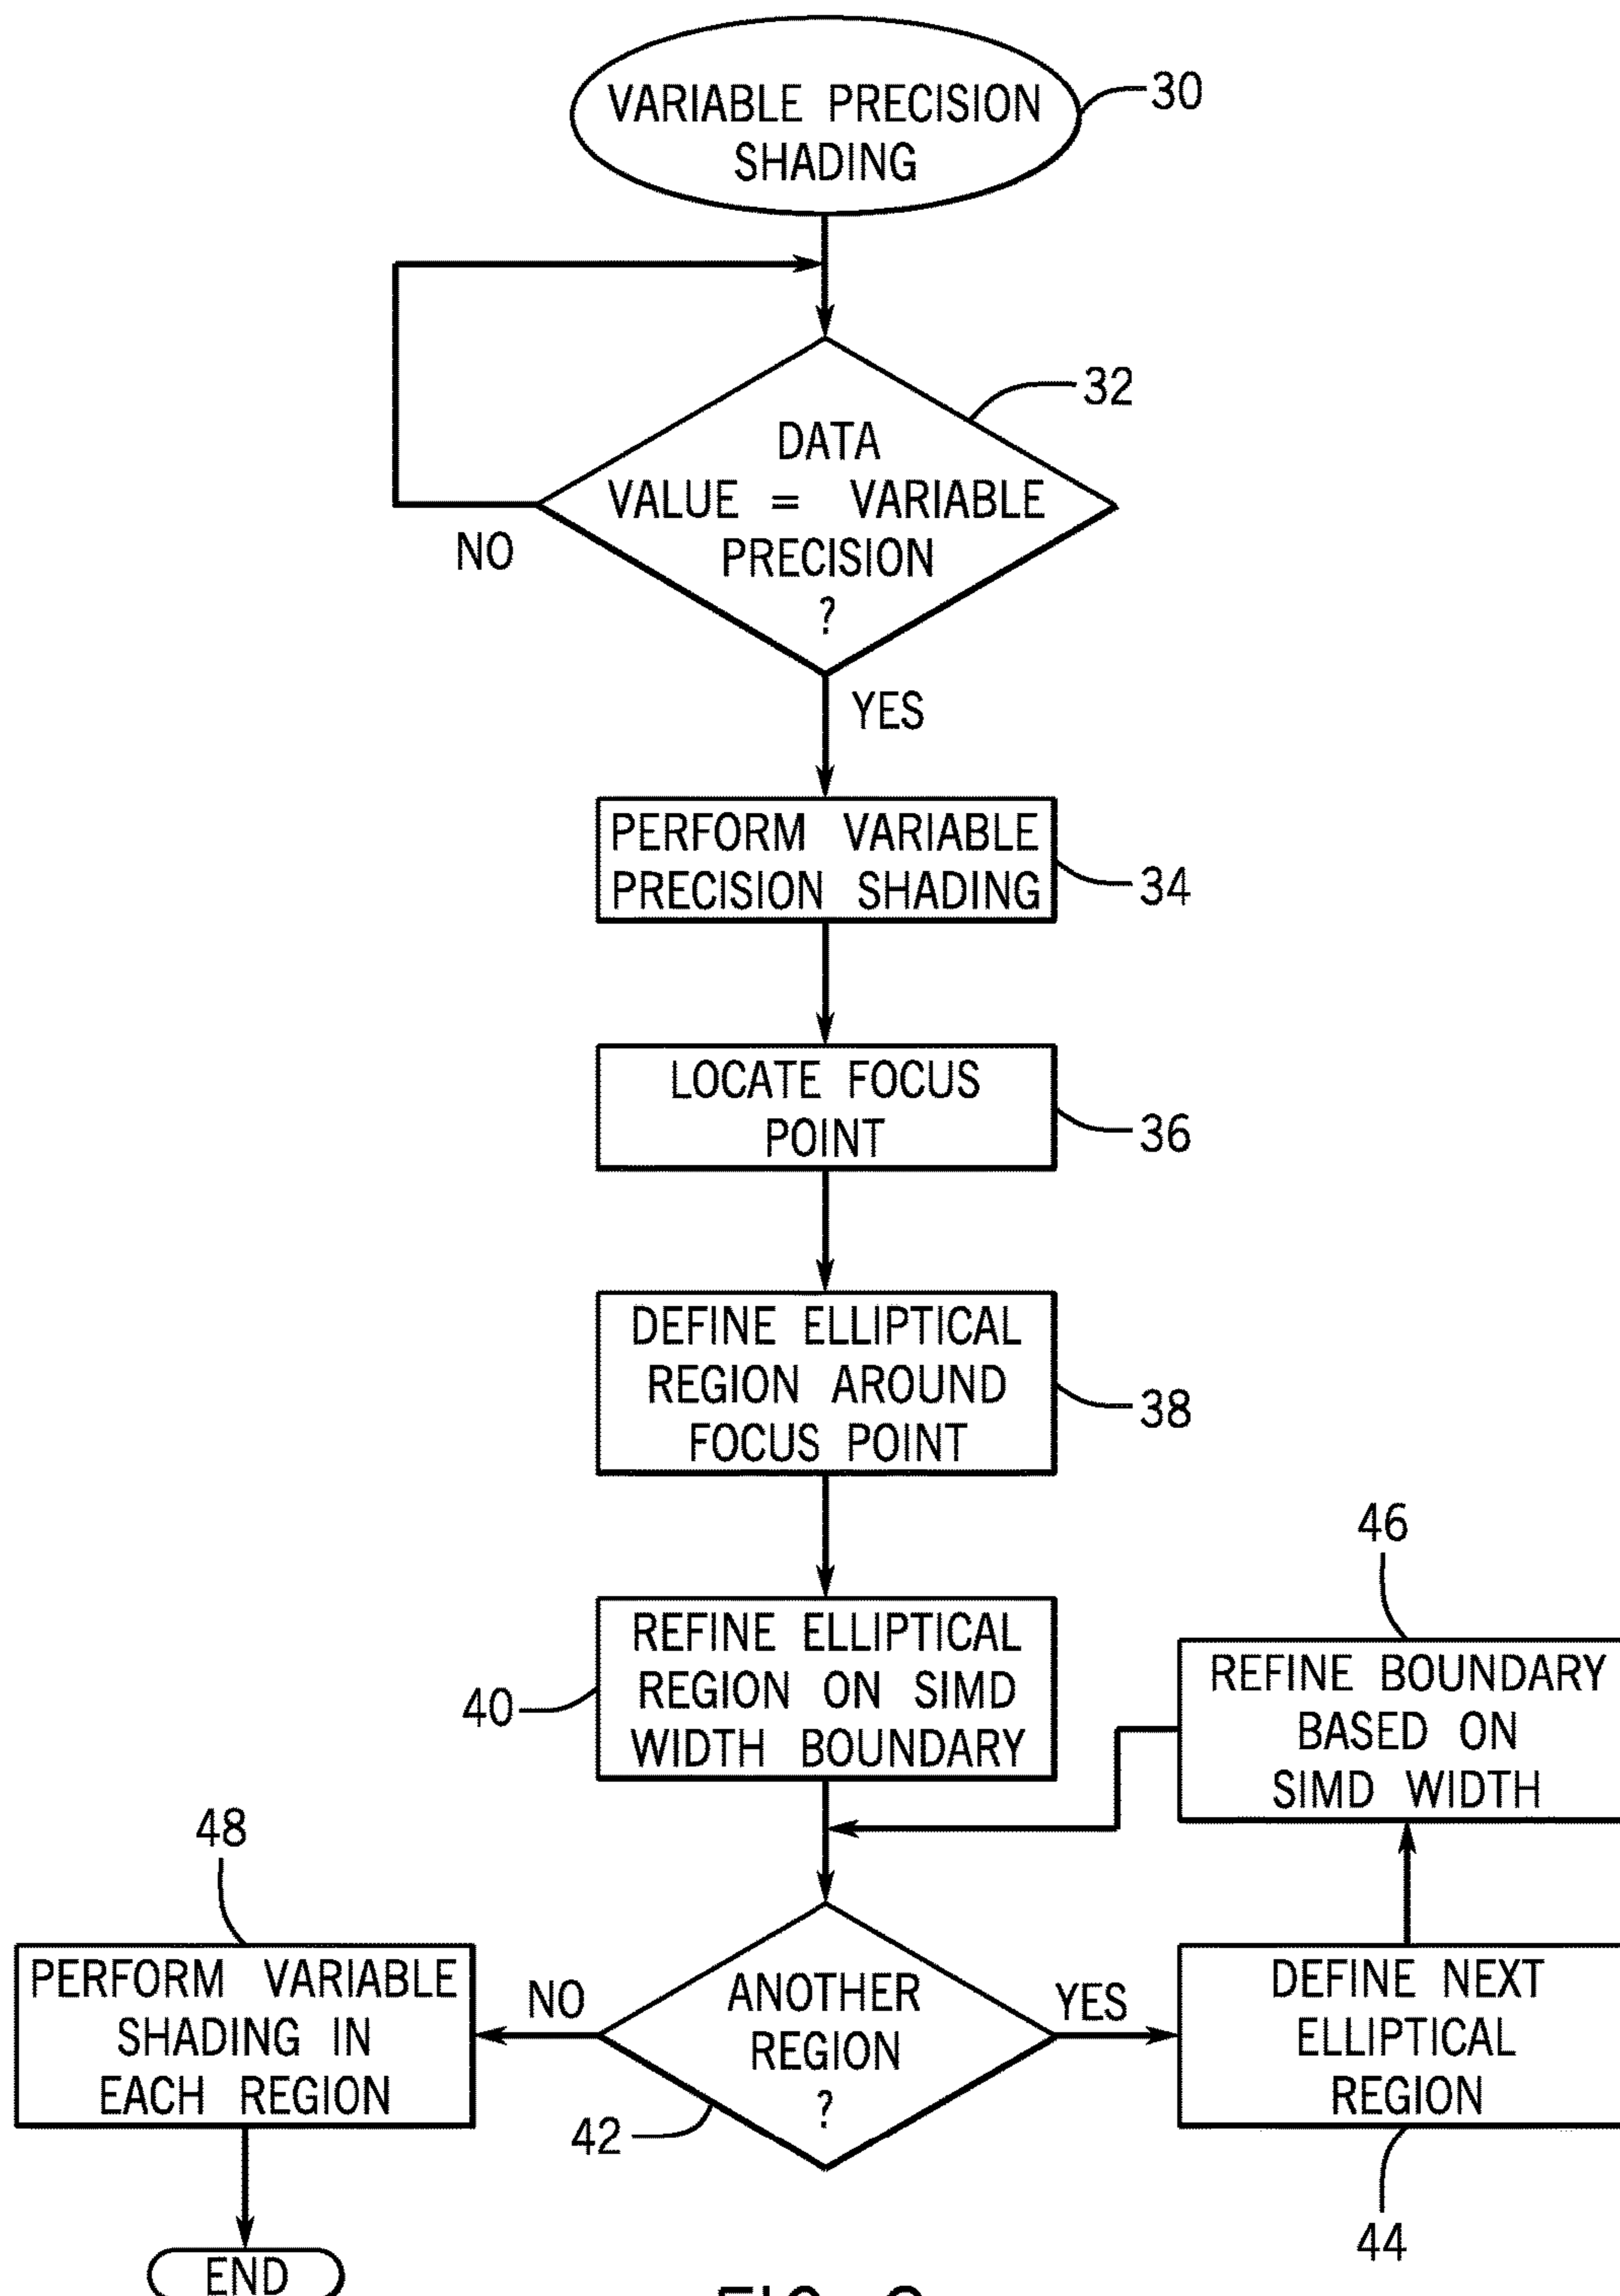 VARIABLE PRECISION
SHADING
30
32
DATA
VALUE = VARIABLE
PRECISION
?
NO
YES
PERFORM VARIABLE
PRECISION SHADING
34
LOCATE FOCUS
POINT
36
DEFINE ELLIPTICAL
REGION AROUND
FOCUS POINT
38
REFINE ELLIPTICAL
REGION ON SIMD
WIDTH BOUNDARY
40
46
REFINE BOUNDARY
BASED ON
SIMD WIDTH
48
PERFORM VARIABLE
SHADING IN
EACH REGION
NO
ANOTHER
REGION
?
42
YES
DEFINE NEXT
ELLIPTICAL
REGION
44
END